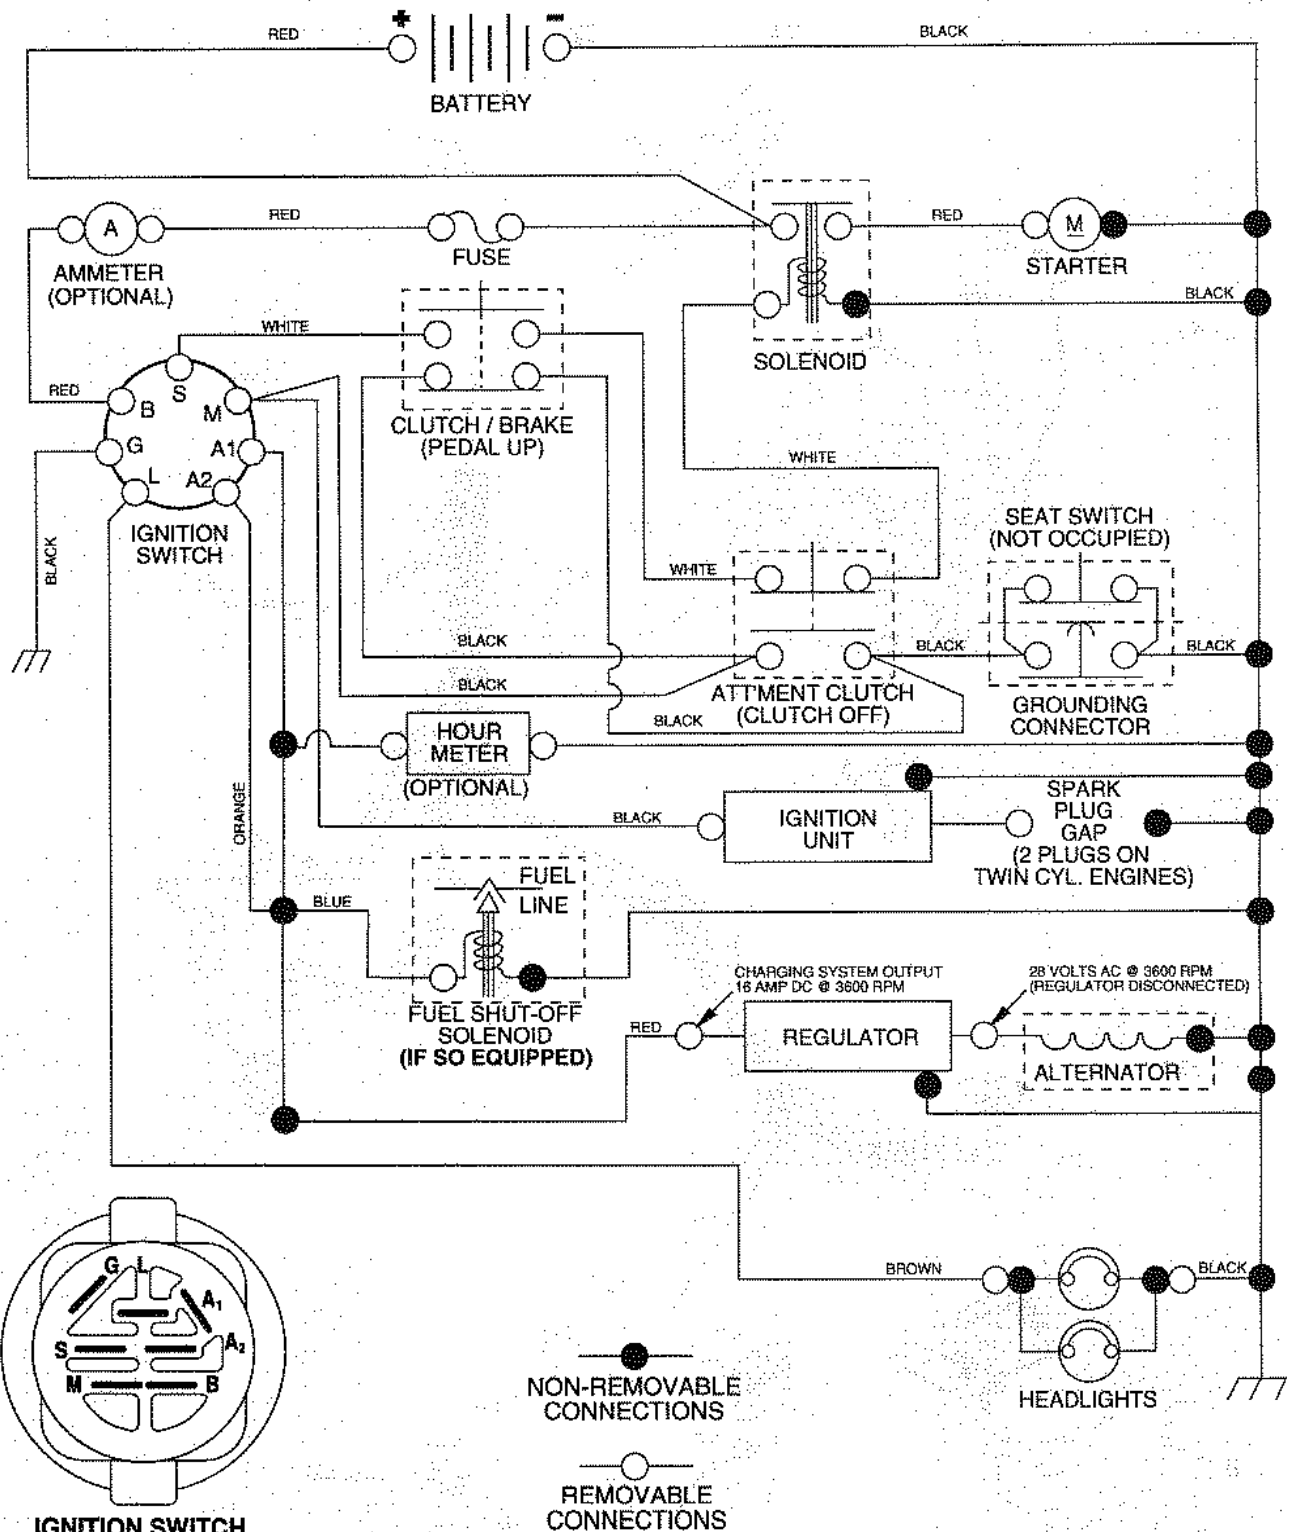 +
-
RED
BLACK
BATTERY
RED
RED
A
M
FUSE
STARTER
AMMETER
(OPTIONAL)
BLACK
WHITE
SOLENOID
RED
S
B
M
CLUTCH / BRAKE
(PEDAL UP)
G
A1
WHITE
L
A2
SEAT SWITCH
(NOT OCCUPIED)
IGNITION
SWITCH
BLACK
WHITE
BLACK
BLACK
BLACK
BLACK
ATT'MENT CLUTCH
(CLUTCH OFF)
GROUNDING
CONNECTOR
BLACK
HOUR
METER
(OPTIONAL)
ORANGE
BLACK
IGNITION
UNIT
SPARK
PLUG
GAP
(2 PLUGS ON
TWIN CYL. ENGINES)
FUEL
LINE
BLUE
CHARGING SYSTEM OUTPUT
16 AMP DC @ 3600 RPM
28 VOLTS AC @ 3600 RPM
(REGULATOR DISCONNECTED)
FUEL SHUT-OFF
SOLENOID
(IF SO EQUIPPED)
RED
REGULATOR
ALTERNATOR
BROWN
BLACK
HEADLIGHTS
G
L
A1
S
A2
M
B
NON-REMOVABLE
CONNECTIONS
REMOVABLE
CONNECTIONS
IGNITION SWITCH